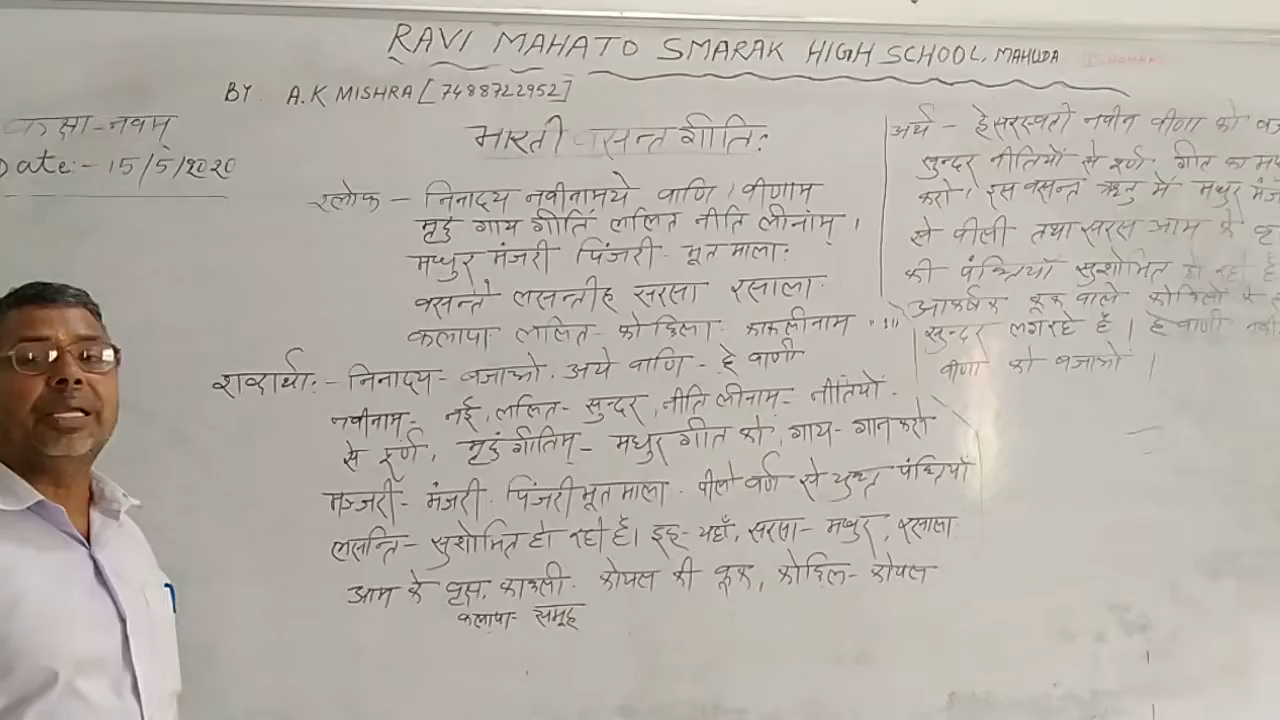 RAVI MAHATO SMARAK HIGH SCHOOL, MAHUDA
BY. A.K MISHRA [7488722952]
कक्षा-नवम्
Date:- 15/5/2020
भारती वसन्त गीतिः
श्लोक - निनादय नवीनामये वाणि। वीणाम
मृदुं गाय गीतिं ललित नीति लीनाम्।
मधुर मंजरी पिंजरी भूत मालाः
वसन्ते लसन्तीह सरसा रसाला
कलापा ललित-कोकिला काकलीनाम "1"
शब्दार्थाः - निनादय - बजाओ, अये वाणि - हे वाणी
नवीनाम - नई, ललित - सुन्दर, नीति लीनाम - नीतियों
से पूर्ण, मृदुं गीतिम् - मधुर गीत को, गाय - गान करो
मञ्जरी - मंजरी, पिंजरी भूत माला - पीले वर्ण से युक्त पंक्तियाँ
लसन्ति - सुशोभित हो रही हैं। इह - यहाँ, सरसा - मधुर, रसाला
आम के वृक्ष, काकली - कोयल की कूक, कोकिल - कोयल
कलापा - समूह
अर्थ - हे सरस्वती नवीन वीणा को
सुन्दर नीतियों से पूर्ण गीत का
करो। इस वसन्त ऋतु में मधुर
से पीली तथा सरस आम के
की पंक्तियाँ सुशोभित हो रही हैं
आकर्षक कूक वाले कोकिलों के
सुन्दर लग रहे हैं। हे वाणी
वीणा को बजाओ।